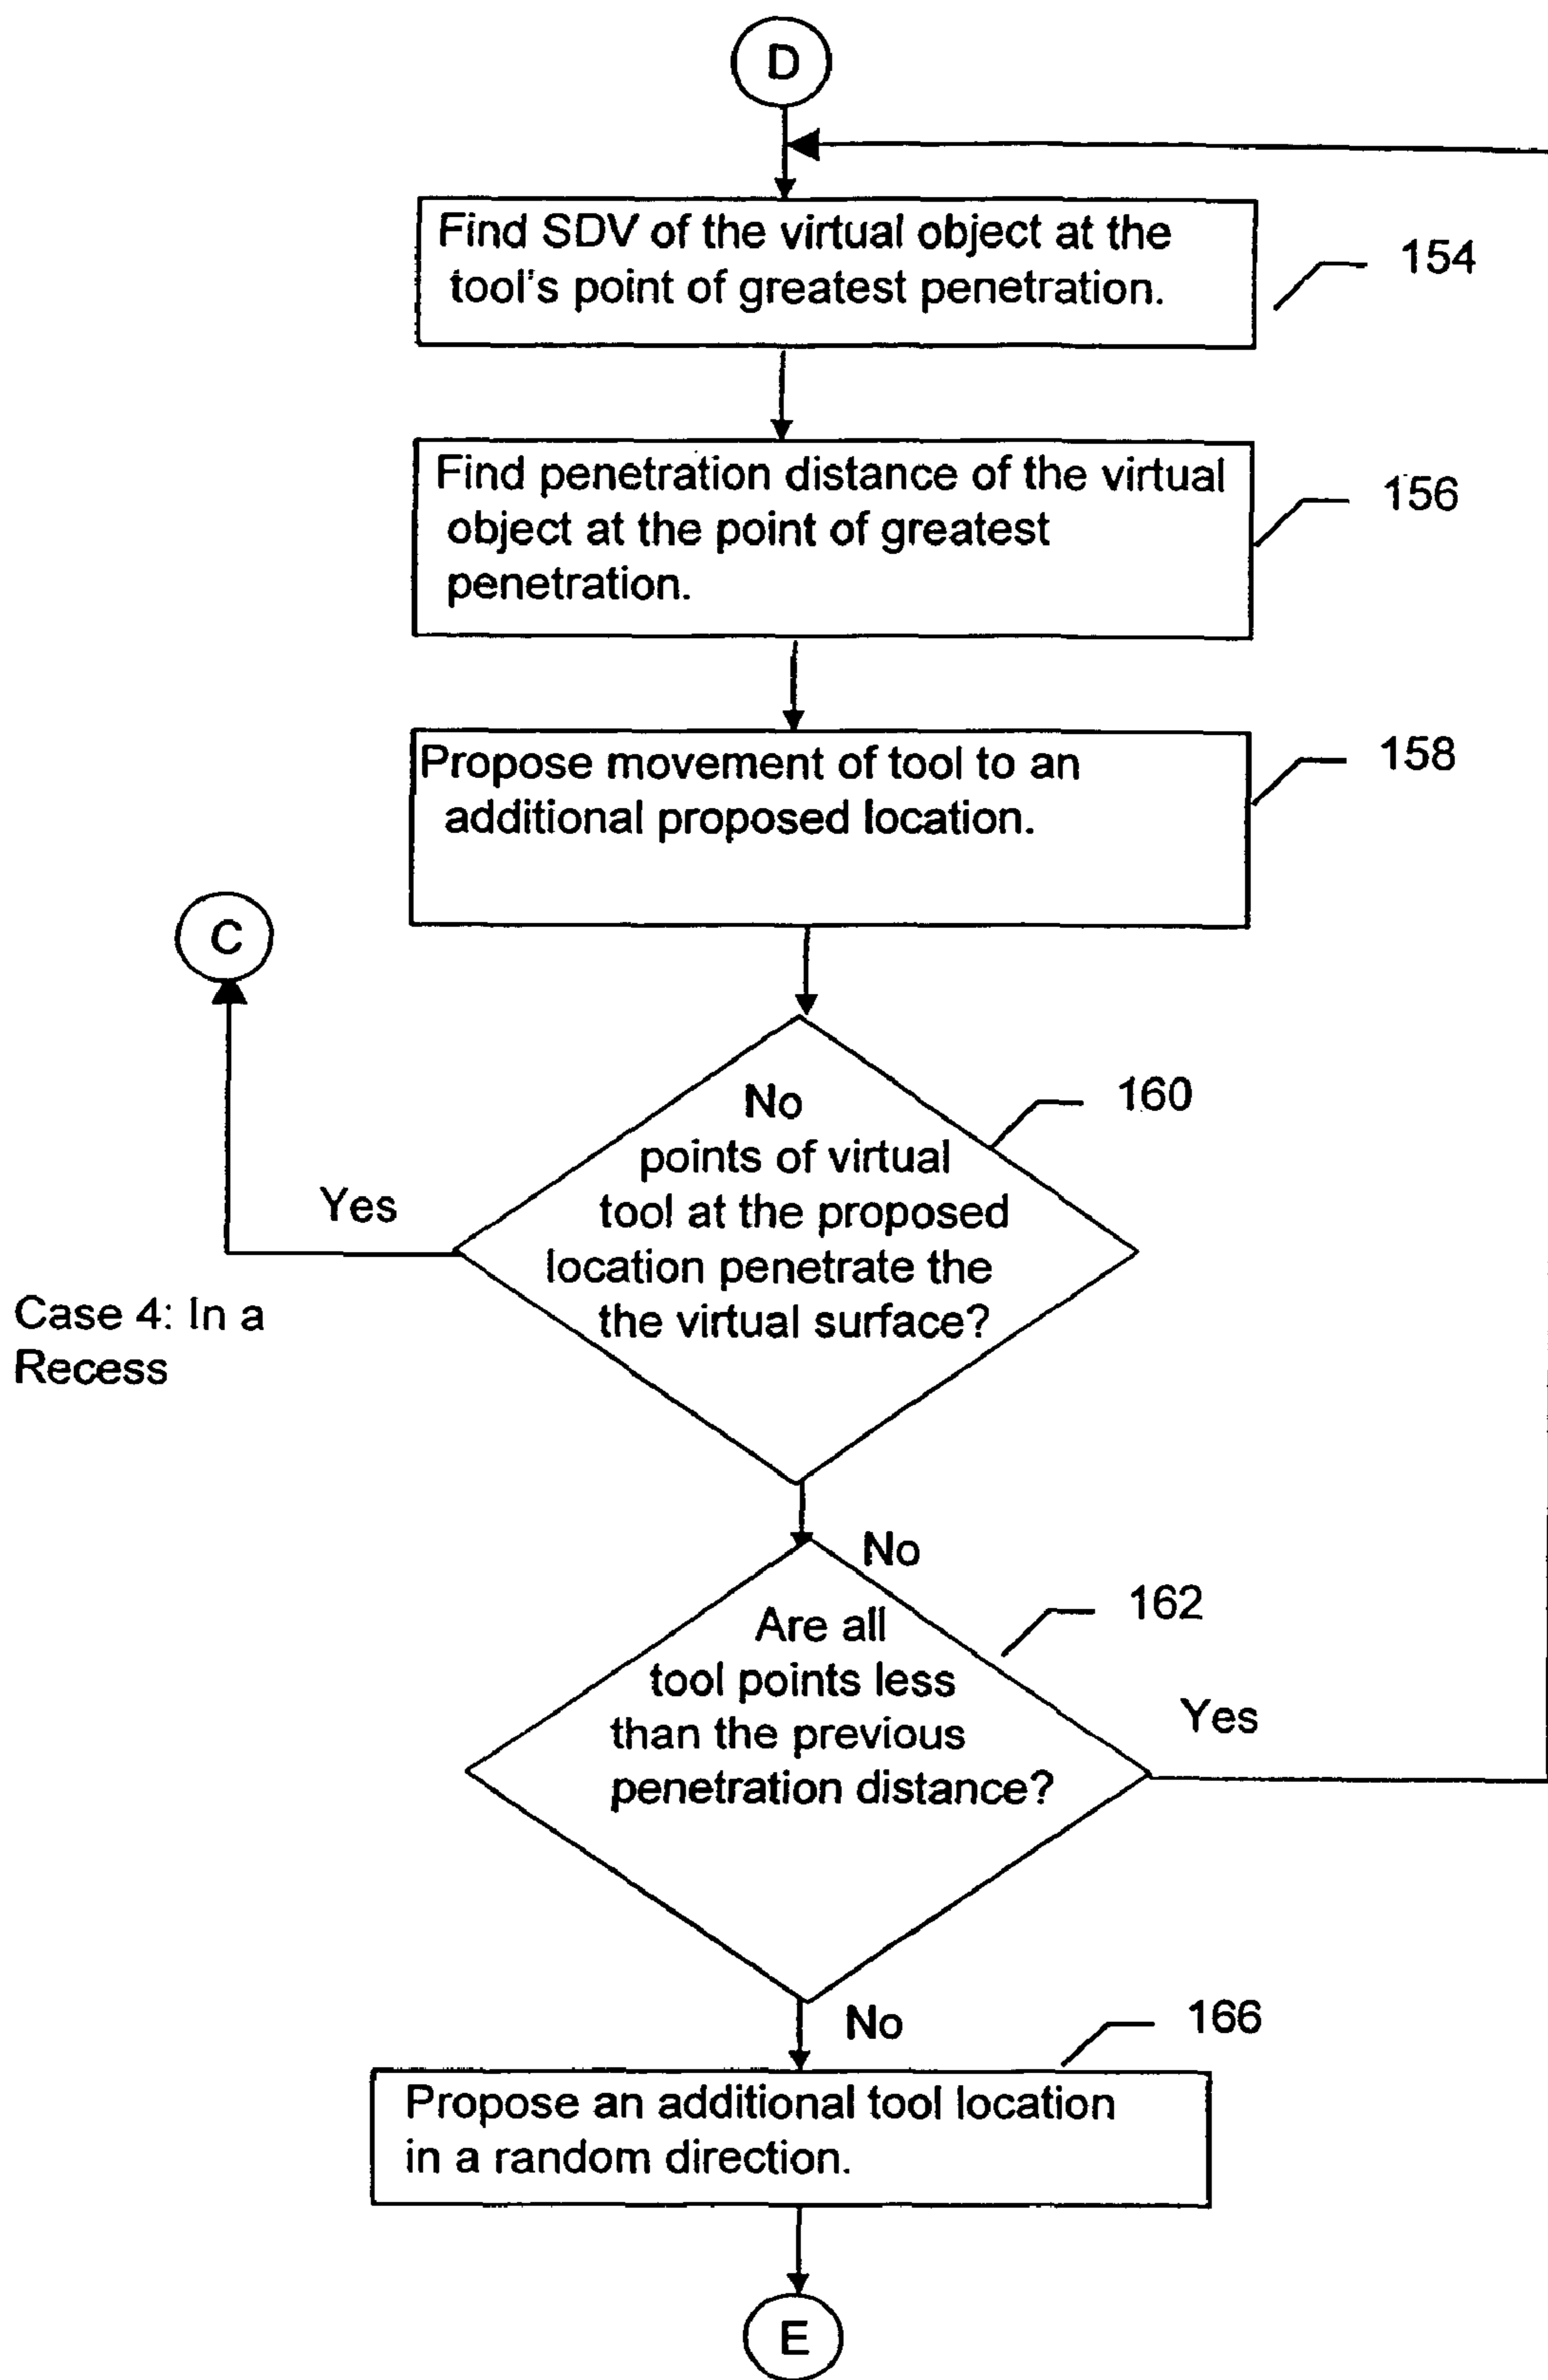 D
Find SDV of the virtual object at the
tool's point of greatest penetration.
154
Find penetration distance of the virtual
object at the point of greatest
penetration.
156
Propose movement of tool to an
additional proposed location.
158
C
No
points of virtual
tool at the proposed
location penetrate the
the virtual surface?
160
Yes
Case 4: In a
Recess
No
Are all
tool points less
than the previous
penetration distance?
162
Yes
No
166
Propose an additional tool location
in a random direction.
E